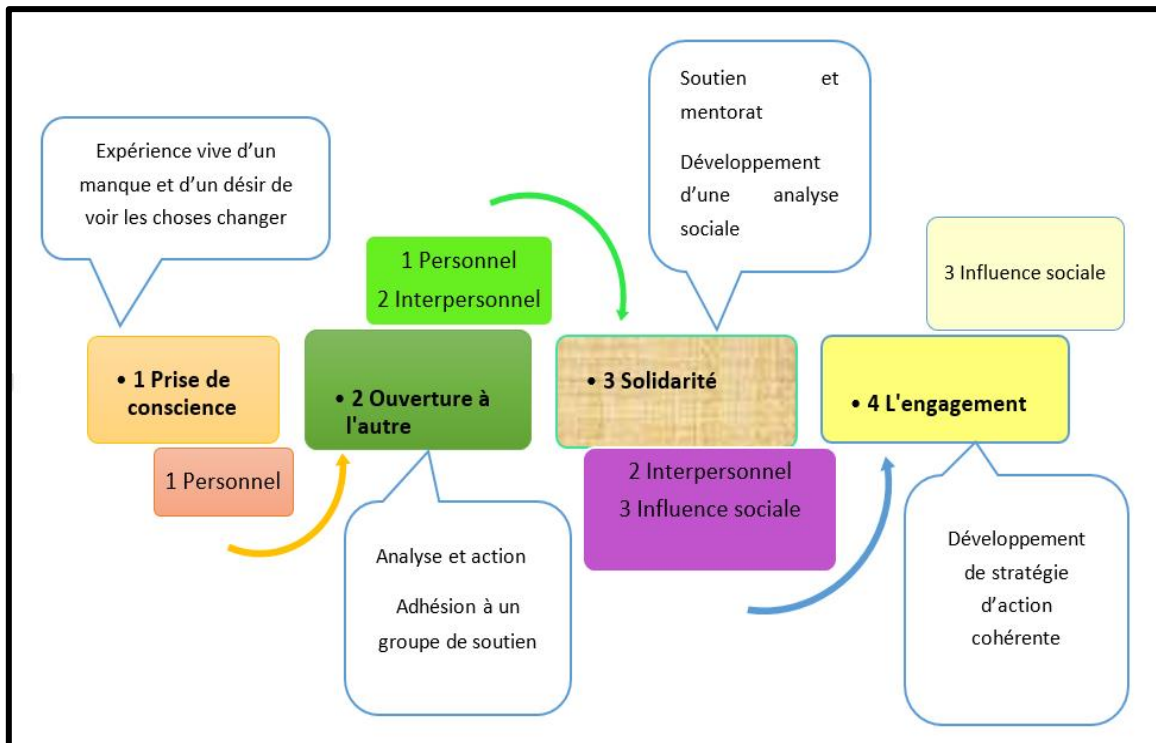 Expérience vive d’un
manque et d’un désir de
voir les choses changer
• 1 Prise de
conscience
1 Personnel
1 Personnel
2 Interpersonnel
• 2 Ouverture à
l'autre
Analyse et action
Adhésion à un
groupe de soutien
Soutien et
mentorat
Développement
d’une analyse
sociale
• 3 Solidarité
2 Interpersonnel
3 Influence sociale
3 Influence sociale
• 4 L'engagement
Développement
de stratégie
d’action
cohérente